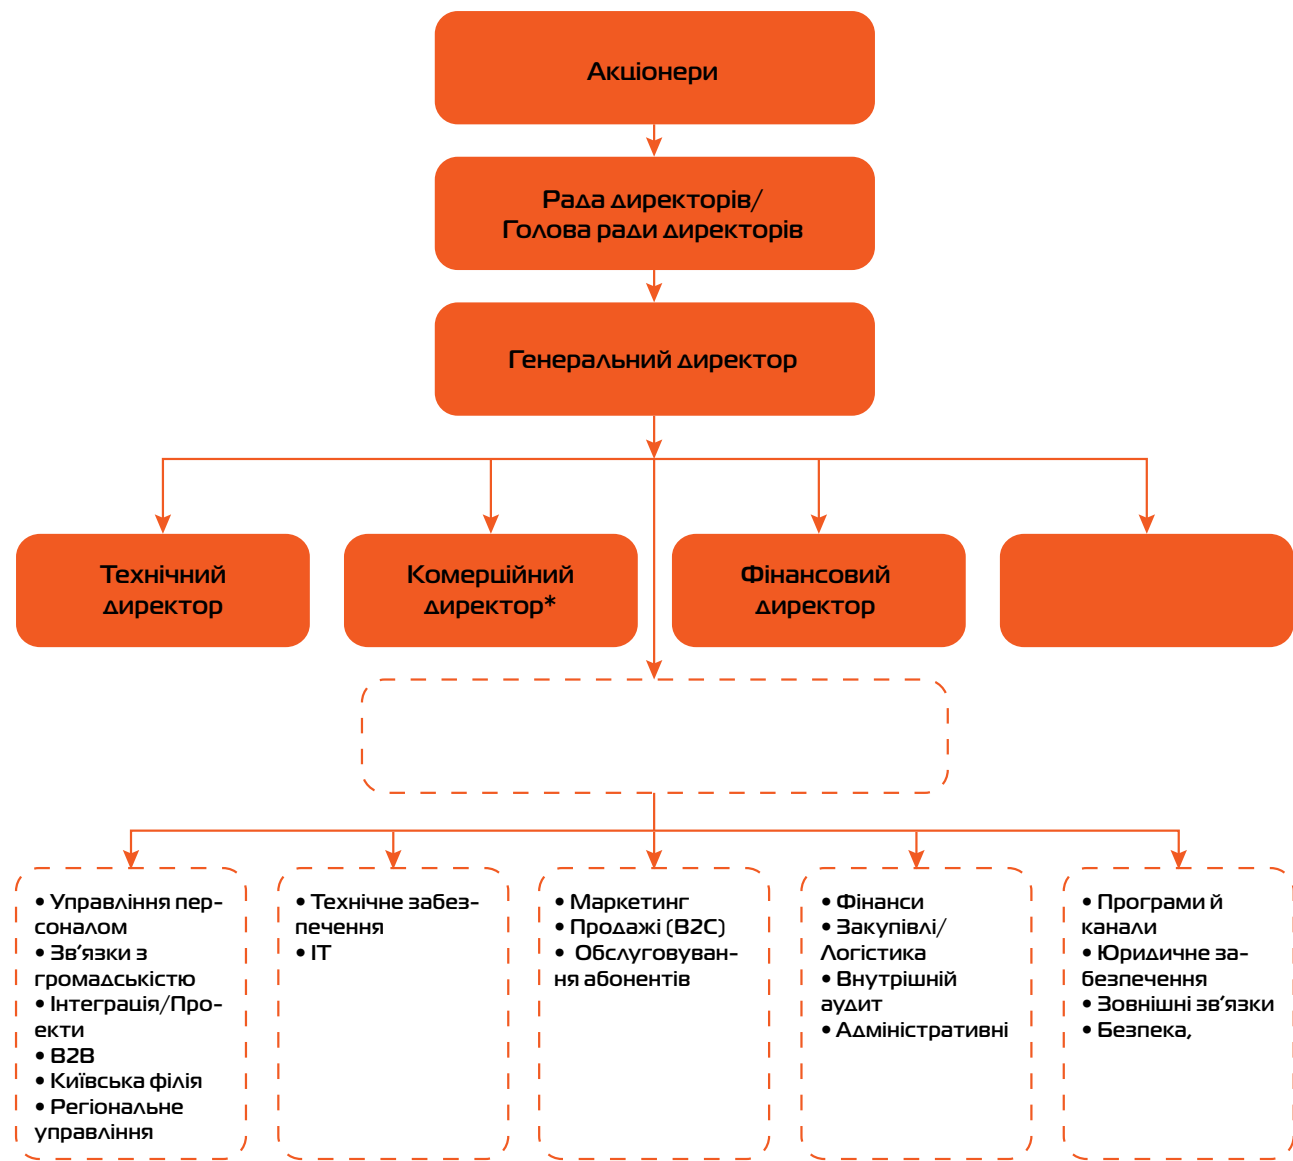 Акціонери
Рада директорів/
Голова ради директорів
Генеральний директор
Технічний
директор
Комерційний
директор*
Фінансовий
директор
• Управління пер-
соналом
• Зв’язки з
громадськістю
• Інтеграція/Про-
екти
• B2B
• Київська філія
• Регіональне
управління
• Технічне забез-
печення
• ІТ
• Маркетинг
• Продажі (B2C)
• Обслуговуван-
ня абонентів
• Фінанси
• Закупівлі/
Логістика
• Внутрішній
аудит
• Адміністративні
• Програми й
канали
• Юридичне за-
безпечення
• Зовнішні зв’язки
• Безпека,